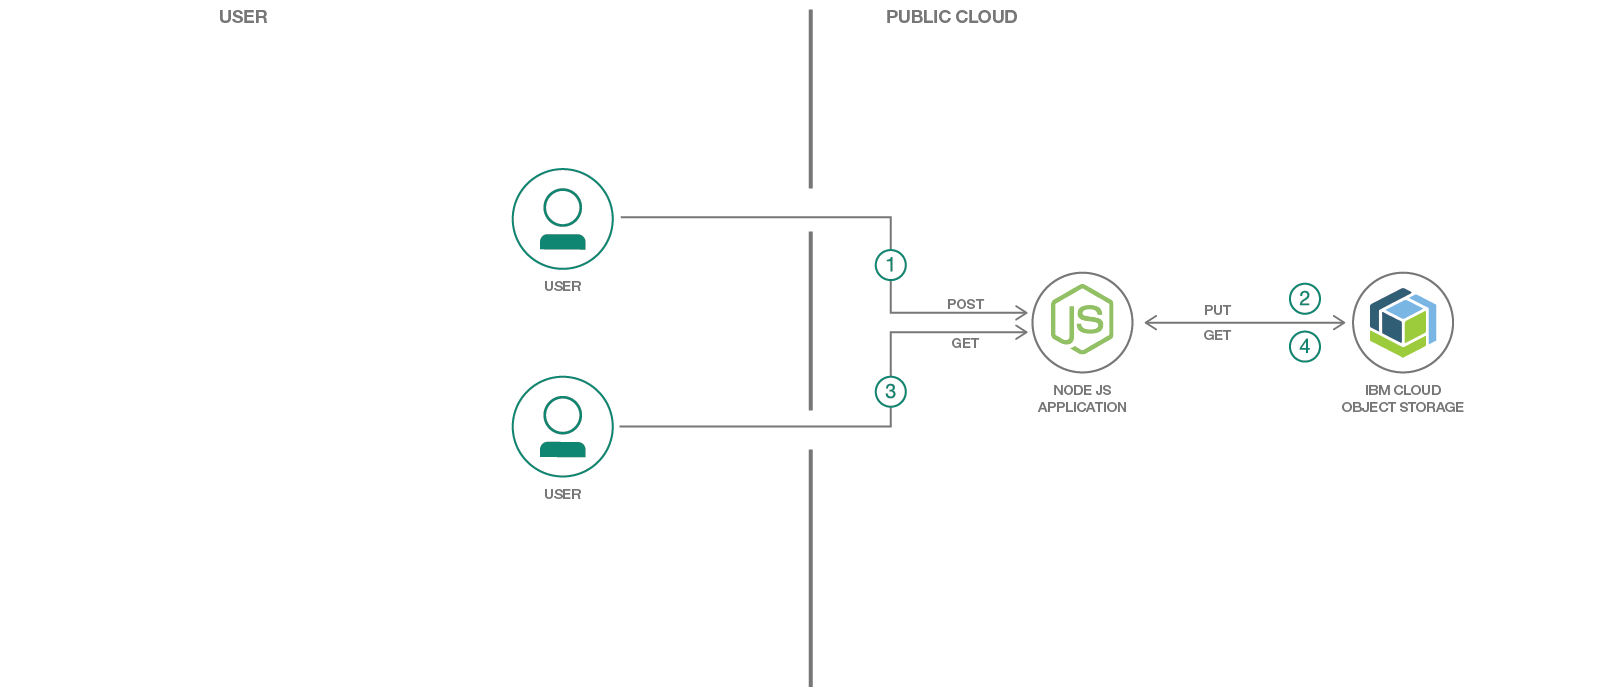 USER
PUBLIC CLOUD
USER
1
POST
GET
3
USER
JS
NODE JS
APPLICATION
PUT
GET
2
4
IBM CLOUD
OBJECT STORAGE